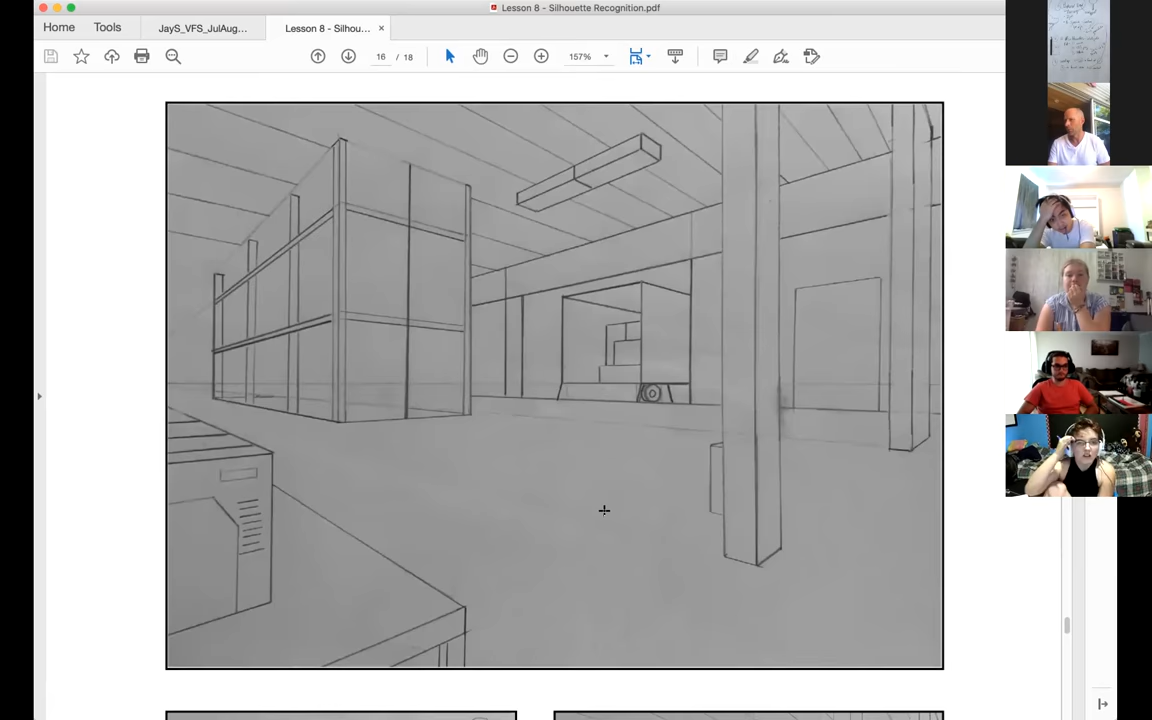 Lesson 8 - Silhouette Recognition.pdf
Home
Tools
JayS_VFS_JulAug...
Lesson 8 - Silhou...
16 / 18
157%